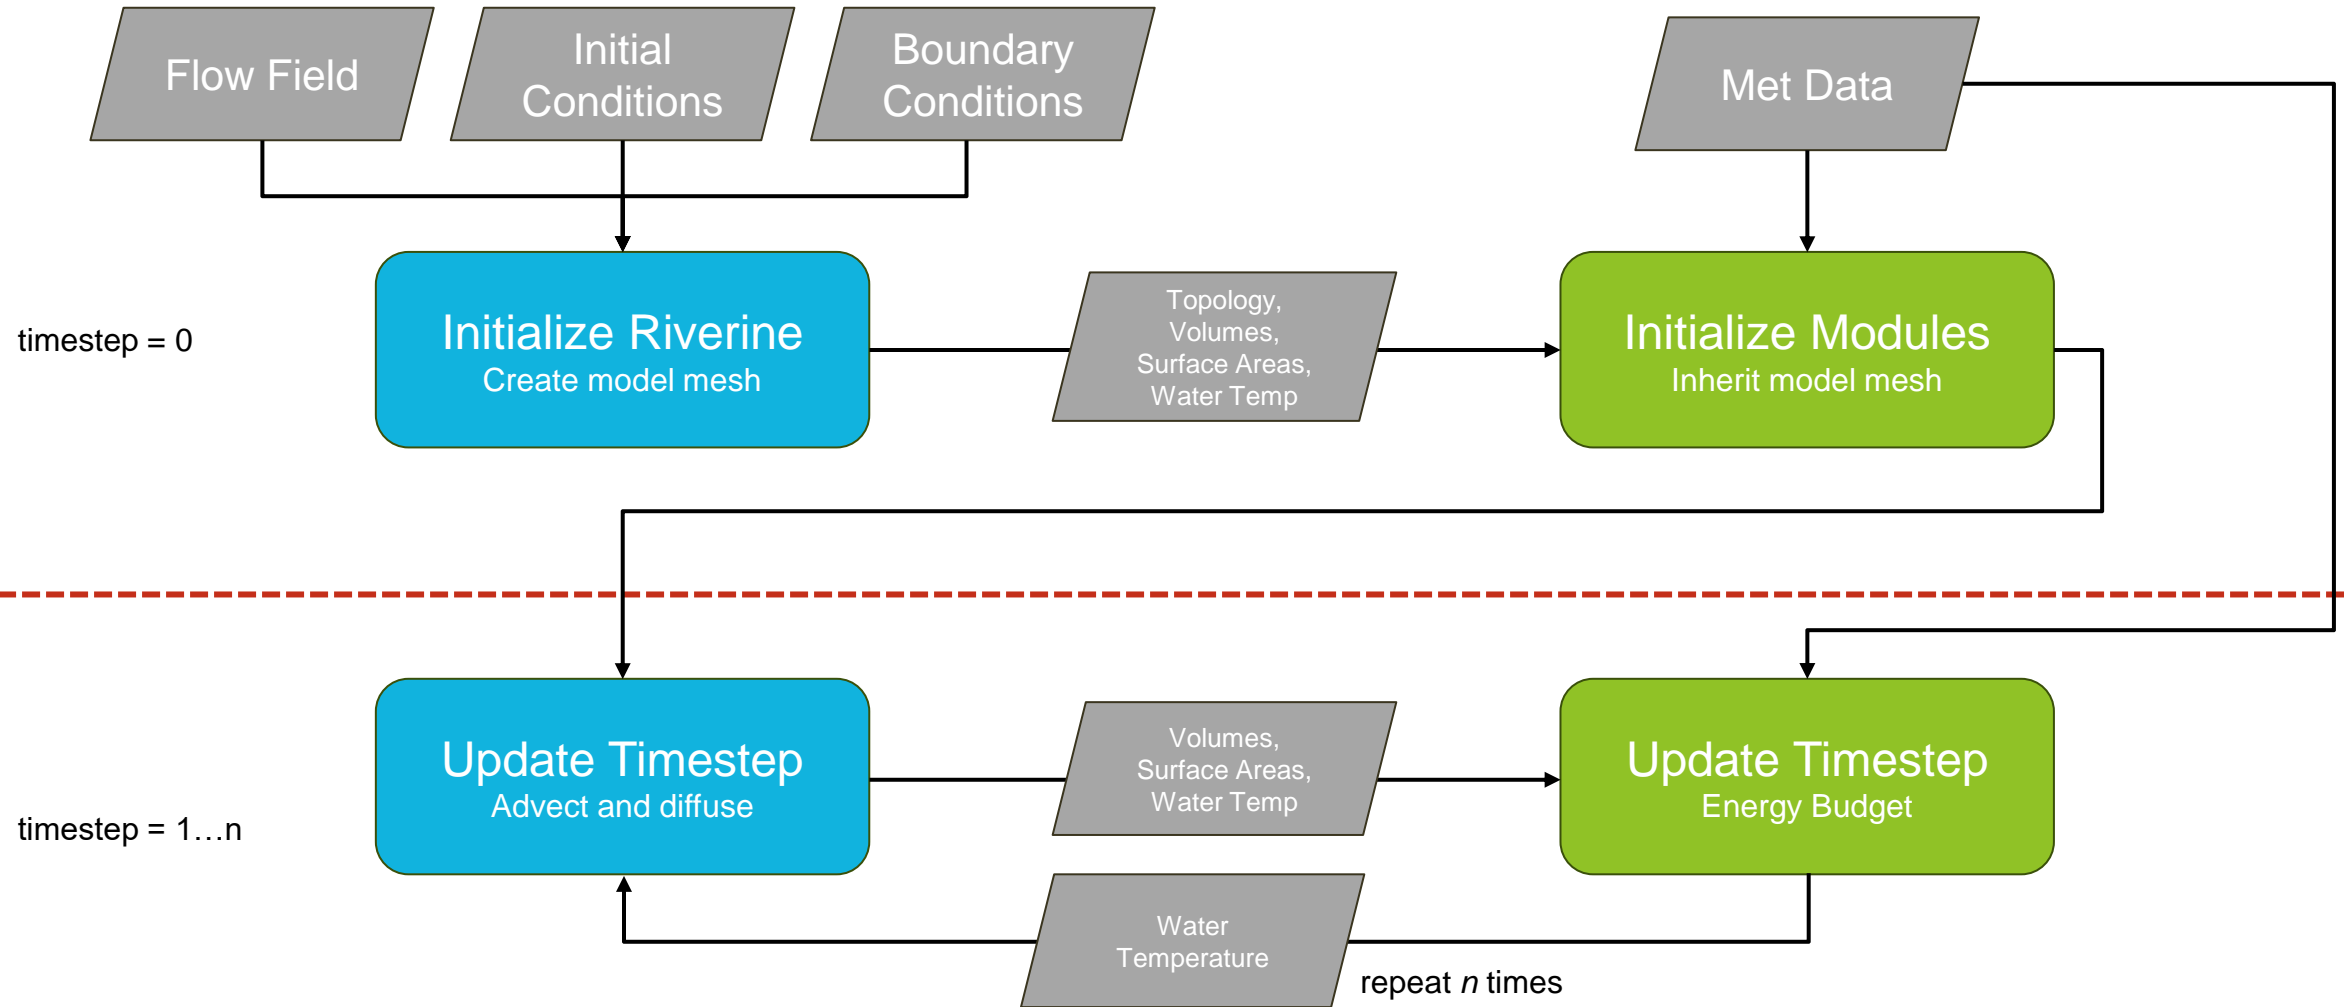 Flow Field
Initial
Conditions
Boundary
Conditions
Met Data
timestep = 0
Initialize Riverine
Create model mesh
Topology,
Volumes,
Surface Areas,
Water Temp
Initialize Modules
Inherit model mesh
timestep = 1…n
Update Timestep
Advect and diffuse
Volumes,
Surface Areas,
Water Temp
Update Timestep
Energy Budget
Water
Temperature
repeat n times